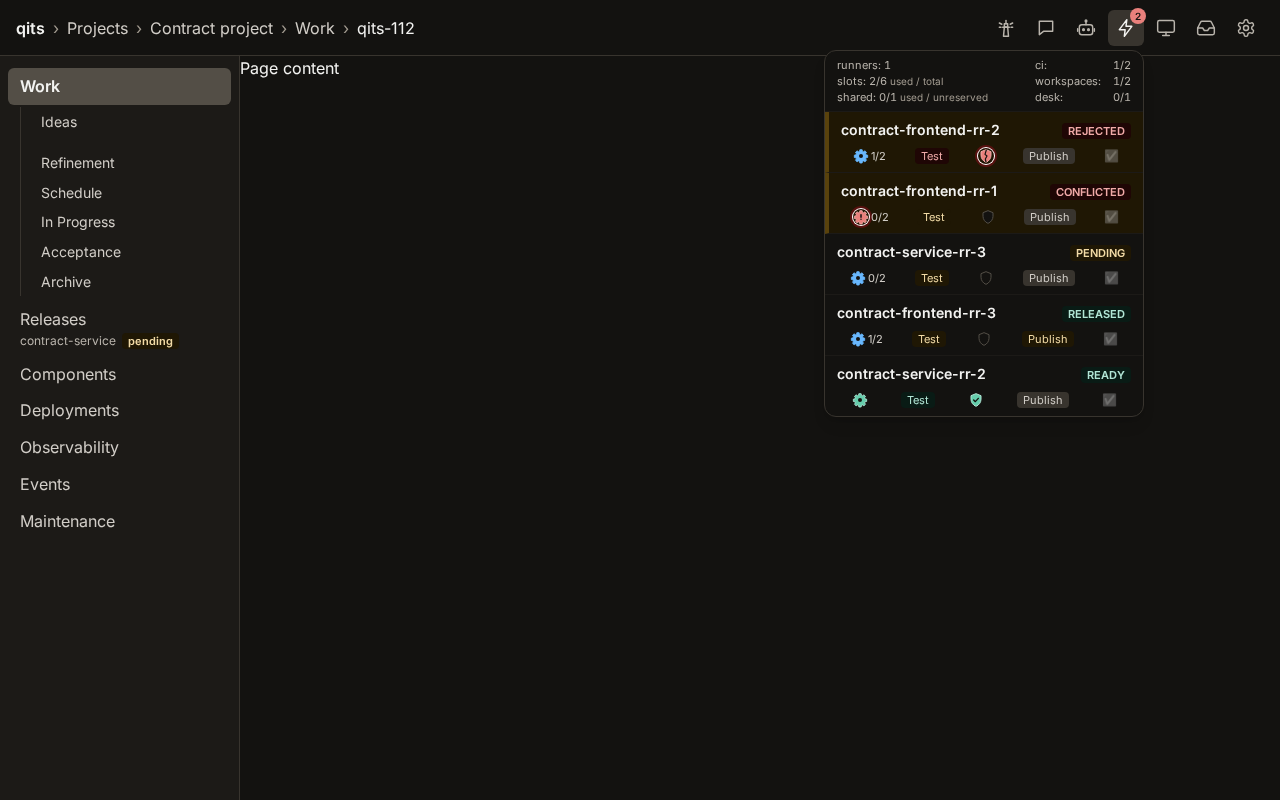 qits › Projects › Contract project › Work › qits-112
2
Work
Ideas
Refinement
Schedule
In Progress
Acceptance
Archive
Releases
contract-service pending
Components
Deployments
Observability
Events
Maintenance
Page content
runners: 1 ci: 1/2
slots: 2/6 used / total workspaces: 1/2
shared: 0/1 used / unreserved desk: 0/1
contract-frontend-rr-2 REJECTED
1/2 Test Publish
contract-frontend-rr-1 CONFLICTED
0/2 Test Publish
contract-service-rr-3 PENDING
0/2 Test Publish
contract-frontend-rr-3 RELEASED
1/2 Test Publish
contract-service-rr-2 READY
Test Publish